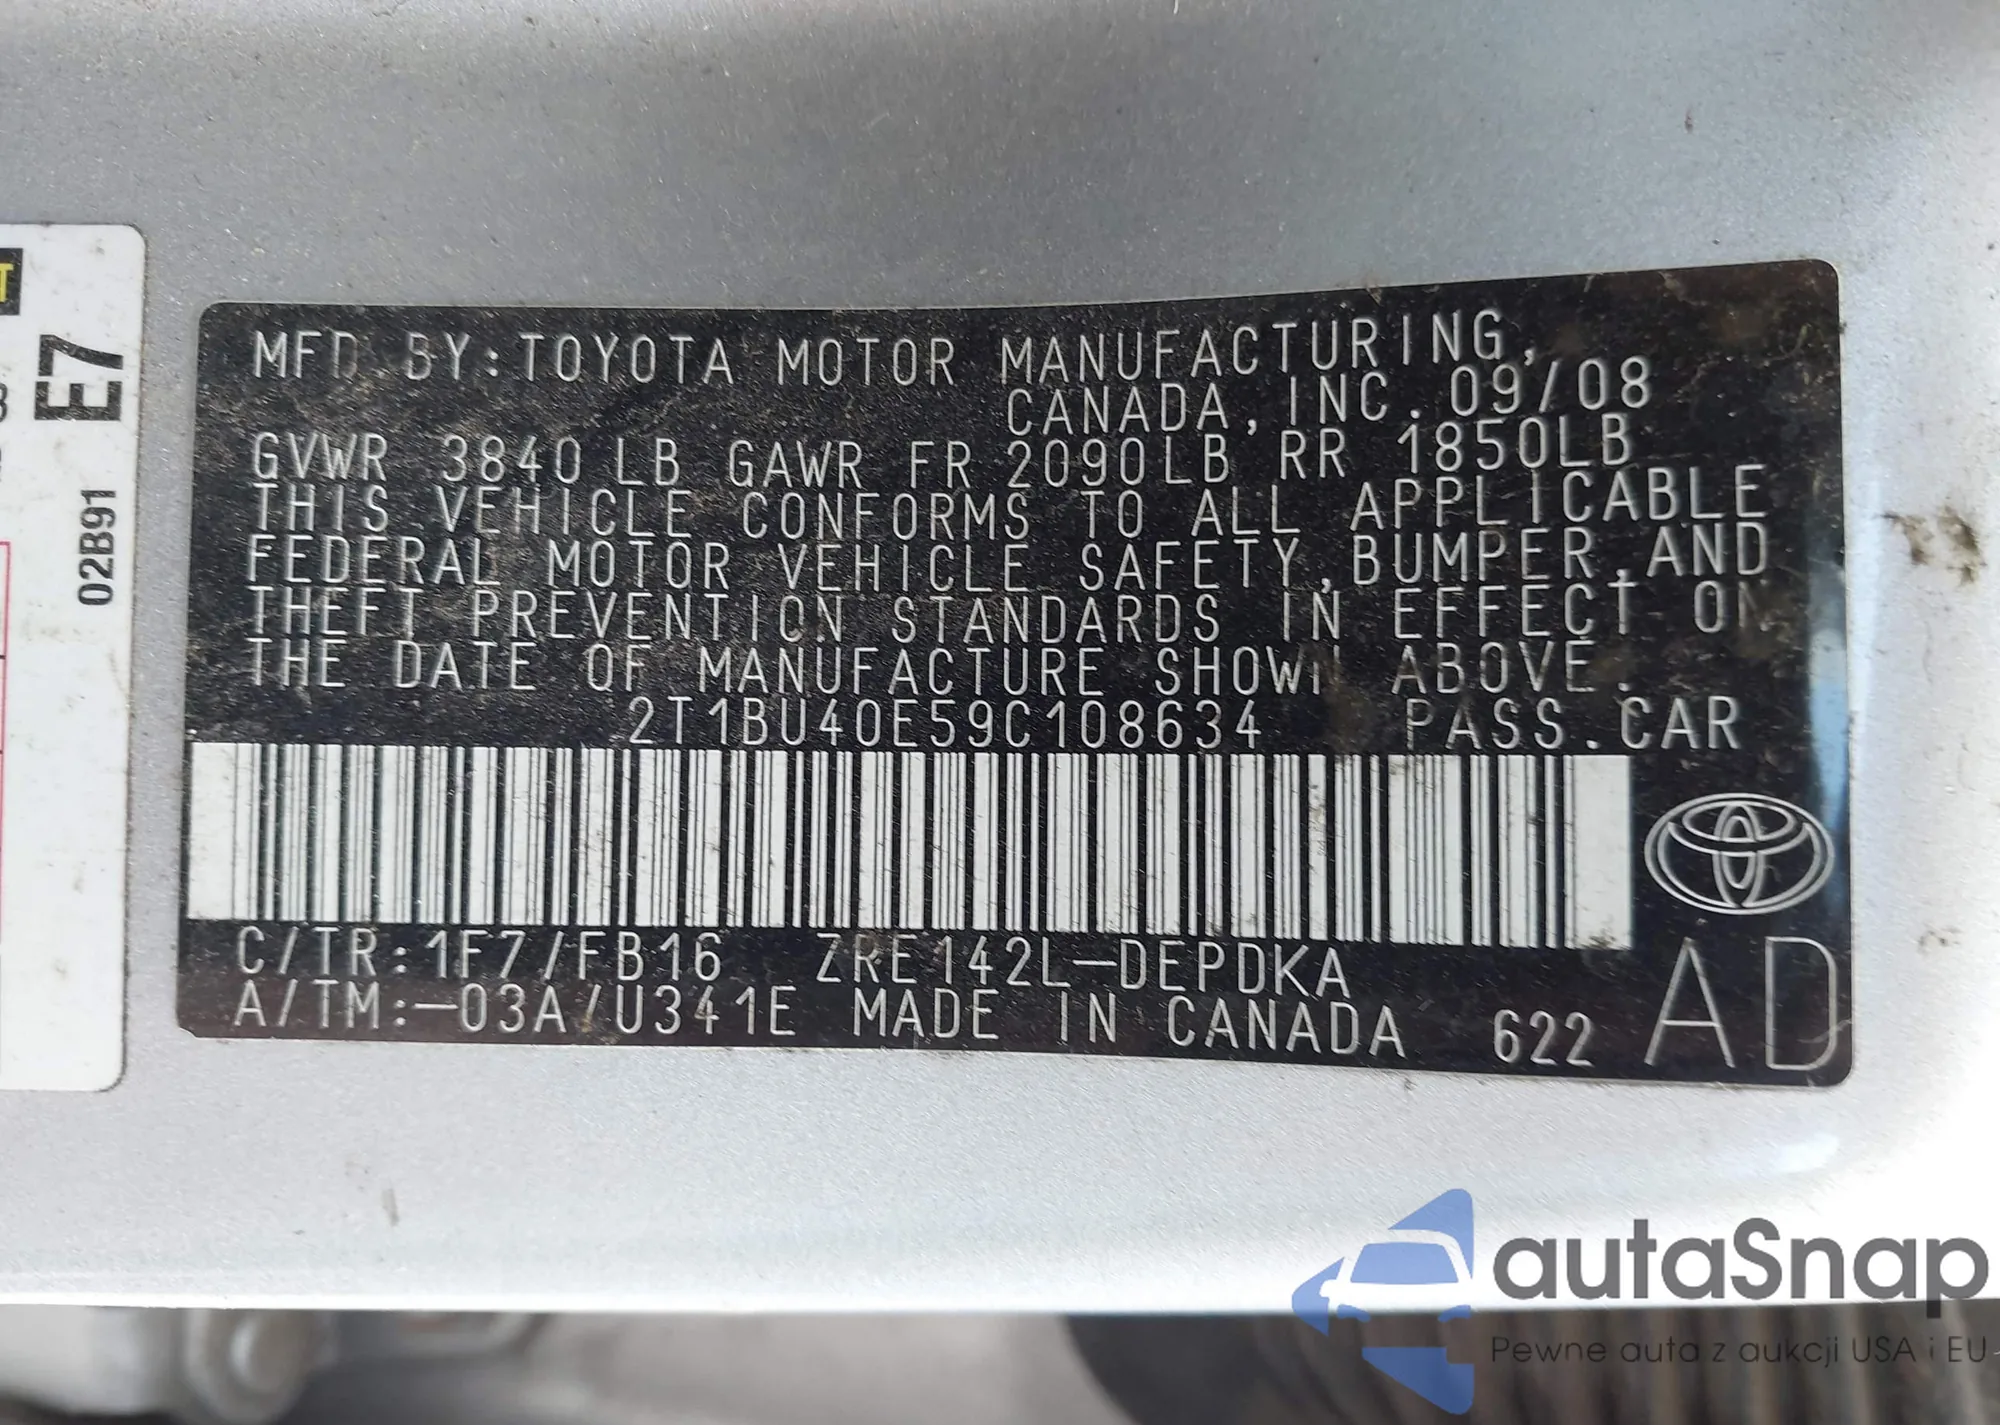 T
E7
02B91
MFD BY:TOYOTA MOTOR MANUFACTURING,
CANADA,INC.09/08
GVWR 3840 LB GAWR FR 2090LB RR 1850LB
THIS VEHICLE CONFORMS TO ALL APPLICABLE
FEDERAL MOTOR VEHICLE SAFETY,BUMPER,AND
THEFT PREVENTION STANDARDS IN EFFECT ON
THE DATE OF MANUFACTURE SHOWN ABOVE.
2T1BU40E59C108634 PASS.CAR
C/TR:1F7/FB16 ZRE142L-DEPDKA
A/TM:-03A/U341E MADE IN CANADA 622
AD
autaSnap
Pewne auta z aukcji USA i EU